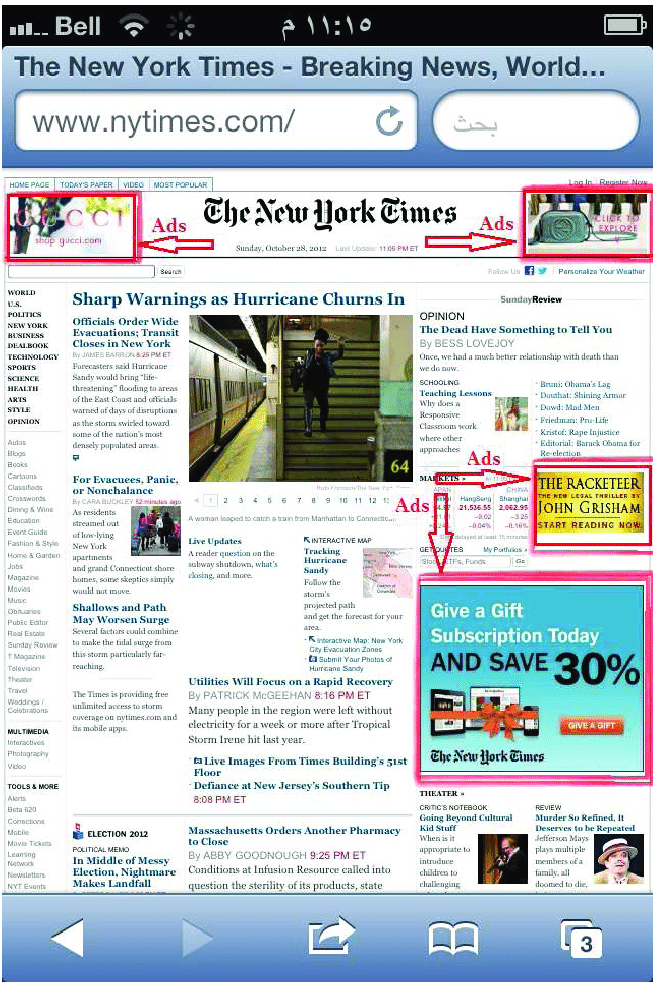 Bell
١١:١٥ م
The New York Times - Breaking News, World...
www.nytimes.com/
بحث
HOME PAGE TODAY'S PAPER VIDEO MOST POPULAR
Log In Register Now
GUCCI
shop gucci.com
Ads
The New York Times
Ads
CLICK TO
EXPLORE
Sunday, October 28, 2012 Last Update: 11:05 PM ET
Search
Follow Us
Personalize Your Weather
WORLD
U.S.
POLITICS
NEW YORK
BUSINESS
DEALBOOK
TECHNOLOGY
SPORTS
SCIENCE
HEALTH
ARTS
STYLE
OPINION
Autos
Blogs
Books
Cartoons
Classifieds
Crosswords
Dining & Wine
Education
Event Guide
Fashion & Style
Home & Garden
Jobs
Magazine
Movies
Music
Obituaries
Public Editor
Real Estate
Sunday Review
T Magazine
Television
Theater
Travel
Weddings /
Celebrations
MULTIMEDIA
Interactives
Photography
Video
TOOLS & MORE
Alerts
Beta 620
Corrections
Mobile
Movie Tickets
Learning
Network
Newsletters
NYT Events
Sharp Warnings as Hurricane Churns In
Officials Order Wide
Evacuations; Transit
Closes in New York
By JAMES BARRON 8:25 PM ET
Forecasters said Hurricane
Sandy would bring "life-
threatening" flooding to areas
of the East Coast and officials
warned of days of disruptions
as the storm swirled toward
some of the nation's most
densely populated areas.
For Evacuees, Panic,
or Nonchalance
By CARA BUCKLEY 52 minutes ago
As residents
streamed out
of low-lying
New York
apartments
and grand Connecticut shore
homes, some skeptics simply
would not move.
Shallows and Path
May Worsen Surge
Several factors could combine
to make the tidal surge from
this storm particularly far-
reaching.
The Times is providing free
unlimited access to storm
coverage on nytimes.com and
its mobile apps.
ELECTION 2012
POLITICAL MEMO
In Middle of Messy
Election, Nightmare
Makes Landfall
64
1 2 3 4 5 6 7 8 9 10 11 12
A woman leaped to catch a train from Manhattan to
Live Updates
A reader question on the
subway shutdown, what's
closing, and more.
INTERACTIVE MAP
Tracking
Hurricane
Sandy
Follow the
storm's
projected path
and get the forecast for your
area.
Interactive Map: New York
City Evacuation Zones
Submit Your Photos of
Hurricane Sandy
Utilities Will Focus on a Rapid Recovery
By PATRICK McGEEHAN 8:16 PM ET
Many people in the region were left without
electricity for a week or more after Tropical
Storm Irene hit last year.
Live Images From Times Building's 51st
Floor
Defiance at New Jersey's Southern Tip
8:08 PM ET
Massachusetts Orders Another Pharmacy
to Close
By ABBY GOODNOUGH 9:25 PM ET
Conditions at Infusion Resource called into
question the sterility of its products, state
SundayReview
OPINION
The Dead Have Something to Tell You
By BESS LOVEJOY
Once, we had a much better relationship with death than
we do now.
SCHOOLING
Teaching Lessons
Why does a
Responsive
Classroom work
where other
approaches
Bruni: Obama's Lag
Douthat: Shining Armor
Dowd: Mad Men
Friedman: Pro-Life
Kristof: Rape Injustice
Editorial: Barack Obama for
Re-election
Ads
MARKETS »
Ads
CHINA
HangSeng Shanghai
21,536.55 2,062.95
-9.02 -3.25
-0.04% -0.16%
delayed at least 15 minutes
GET QUOTES My Portfolios »
Funds Go
THE RACKETEER
THE NEW LEGAL THRILLER BY
JOHN GRISHAM
START READING NOW
Give a Gift
Subscription Today
AND SAVE 30%
GIVE A GIFT
The New York Times
THEATER »
CRITIC'S NOTEBOOK
Going Beyond Cultural
Kid Stuff
When is it
appropriate to
introduce
children to
challenging
REVIEW
Murder So Refined, It
Deserves to be Repeated
Jefferson Mays
plays multiple
members of a
family, all
doomed to die,
3